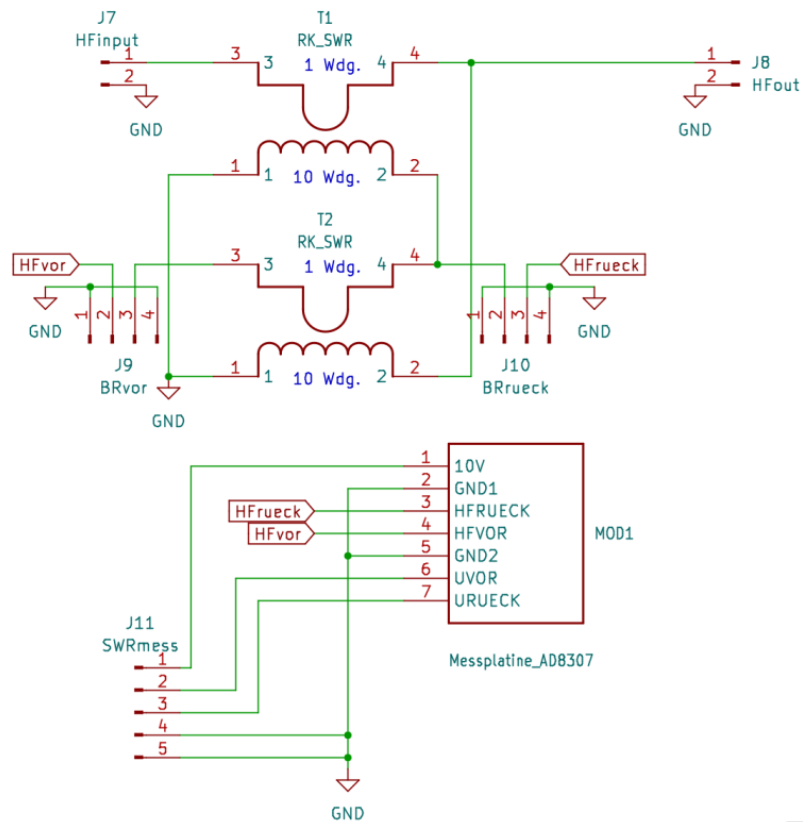 J7
HFinput
1
2
GND
T1
RK_SWR
3 3 1 Wdg. 4 4
1 1 10 Wdg. 2 2
1
2
J8
HFout
GND
T2
RK_SWR
3 3 1 Wdg. 4 4
1 1 10 Wdg. 2 2
GND
HFvor
GND
1 2 3 4
J9
BRvor
HFrueck
GND
1 2 3 4
J10
BRrueck
1 10V
2 GND1
HFrueck 3 HFRUECK
HFvor 4 HFVOR
5 GND2
6 UVOR
7 URUECK
MOD1
Messplatine_AD8307
J11
SWRmess
1
2
3
4
5
GND